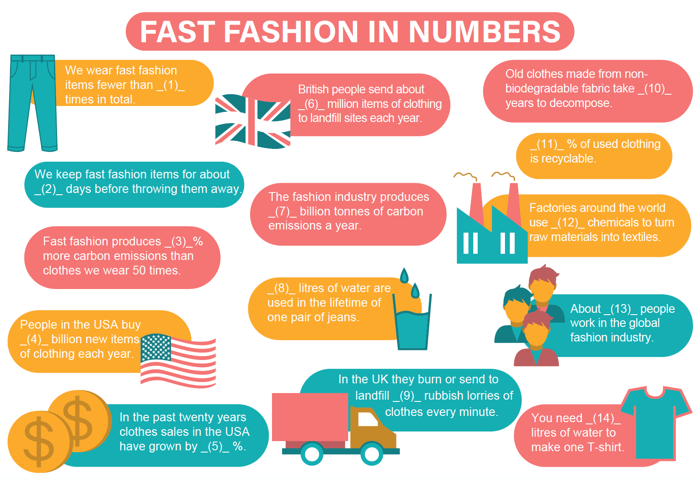 FAST FASHION IN NUMBERS
We wear fast fashion
items fewer than _(1)_
times in total.
We keep fast fashion items for about
_(2)_ days before throwing them away.
Fast fashion produces _(3)_%
more carbon emissions than
clothes we wear 50 times.
People in the USA buy
_(4)_ billion new items
of clothing each year.
In the past twenty years
clothes sales in the USA
have grown by _(5)_ %.
British people send about
_(6)_ million items of clothing
to landfill sites each year.
The fashion industry produces
_(7)_ billion tonnes of carbon
emissions a year.
_(8)_ litres of water are
used in the lifetime of
one pair of jeans.
In the UK they burn or send to
landfill _(9)_ rubbish lorries of
clothes every minute.
Old clothes made from non-
biodegradable fabric take _(10)_
years to decompose.
_(11)_ % of used clothing
is recyclable.
Factories around the world
use _(12)_ chemicals to turn
raw materials into textiles.
About _(13)_ people
work in the global
fashion industry.
You need _(14)_
litres of water to
make one T-shirt.